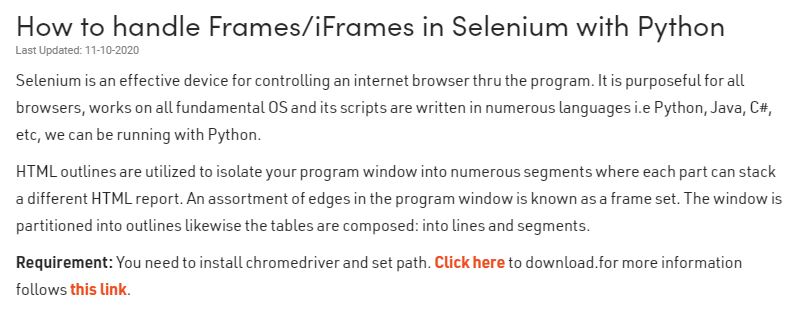 How to handle Frames/iFrames in Selenium with Python
Last Updated: 11-10-2020
Selenium is an effective device for controlling an internet browser thru the program. It is purposeful for all
browsers, works on all fundamental OS and its scripts are written in numerous languages i.e Python, Java, C#,
etc, we can be running with Python.
HTML outlines are utilized to isolate your program window into numerous segments where each part can stack
a different HTML report. An assortment of edges in the program window is known as a frame set. The window is
partitioned into outlines likewise the tables are composed: into lines and segments.
Requirement: You need to install chromedriver and set path. Click here to download.for more information
follows this link.